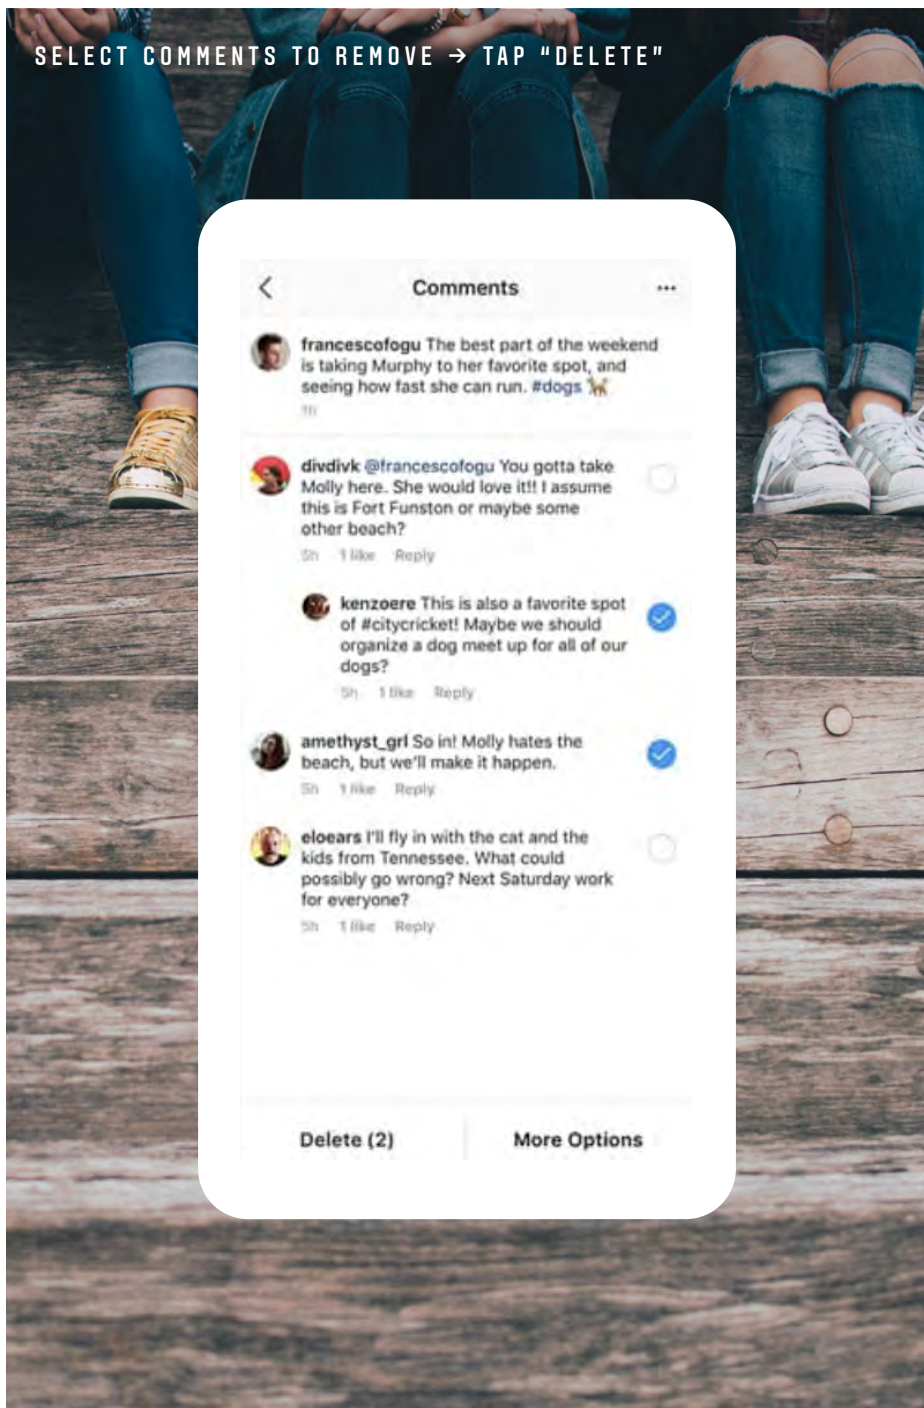 SELECT COMMENTS TO REMOVE → TAP “DELETE”
Comments
francescofogu The best part of the weekend
is taking Murphy to her favorite spot, and
seeing how fast she can run. #dogs 🐕
1h
divdivk @francescofogu You gotta take
Molly here. She would love it!! I assume
this is Fort Funston or maybe some
other beach?
5h 1 like Reply
kenzoere This is also a favorite spot
of #citycricket! Maybe we should
organize a dog meet up for all of our
dogs?
5h 1 like Reply
amethyst_grl So in! Molly hates the
beach, but we'll make it happen.
5h 1 like Reply
eloears I'll fly in with the cat and the
kids from Tennessee. What could
possibly go wrong? Next Saturday work
for everyone?
5h 1 like Reply
Delete (2) More Options